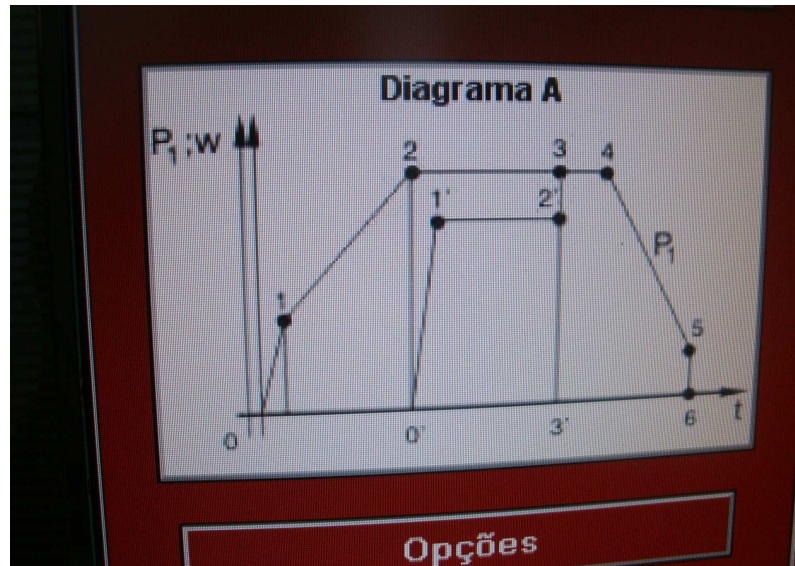 Diagrama A
P₁;w
2 3 4
1' 2'
P₁
1
5
0 0' 3' 6 t
Opções